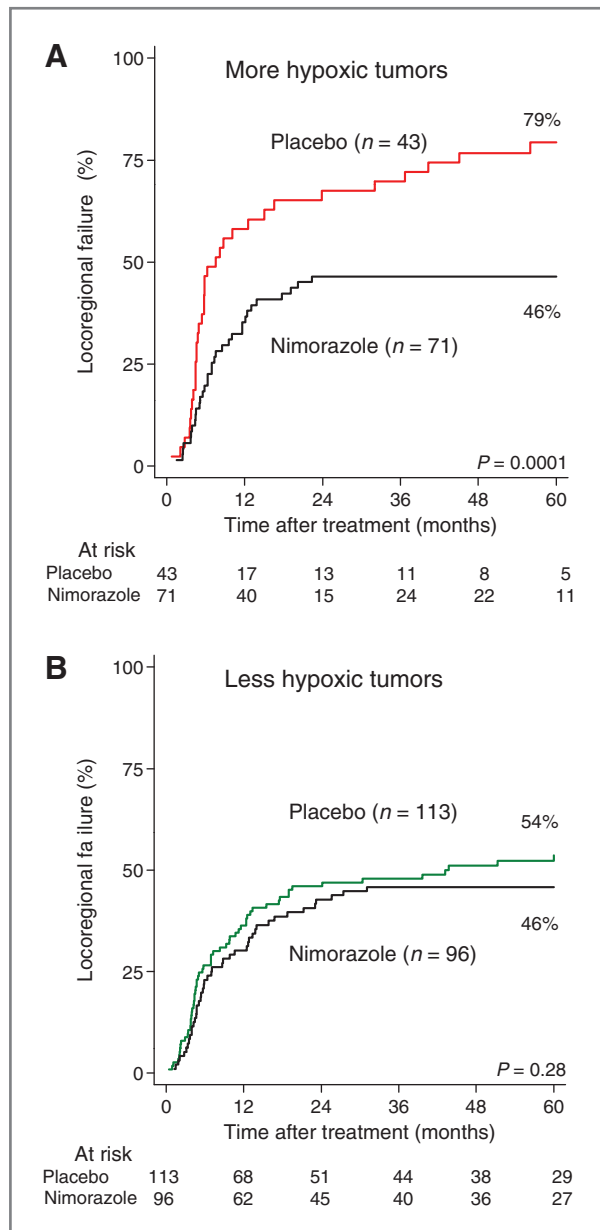 A
More hypoxic tumors
Locoregional failure (%)
100
75
50
25
0
79%
Placebo (n = 43)
46%
Nimorazole (n = 71)
P = 0.0001
0 12 24 36 48 60
Time after treatment (months)
At risk
Placebo 43 17 13 11 8 5
Nimorazole 71 40 15 24 22 11
B
Less hypoxic tumors
Locoregional fa ilure (%)
100
75
50
25
0
Placebo (n = 113)
54%
46%
Nimorazole (n = 96)
P = 0.28
0 12 24 36 48 60
Time after treatment (months)
At risk
Placebo 113 68 51 44 38 29
Nimorazole 96 62 45 40 36 27